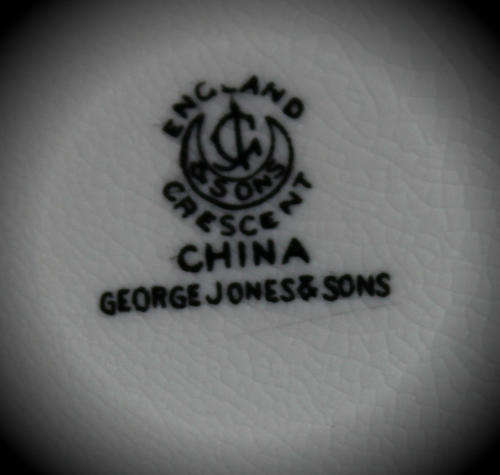 ENGLAND
GJ
& SONS
CRESCENT
CHINA
GEORGE JONES & SONS